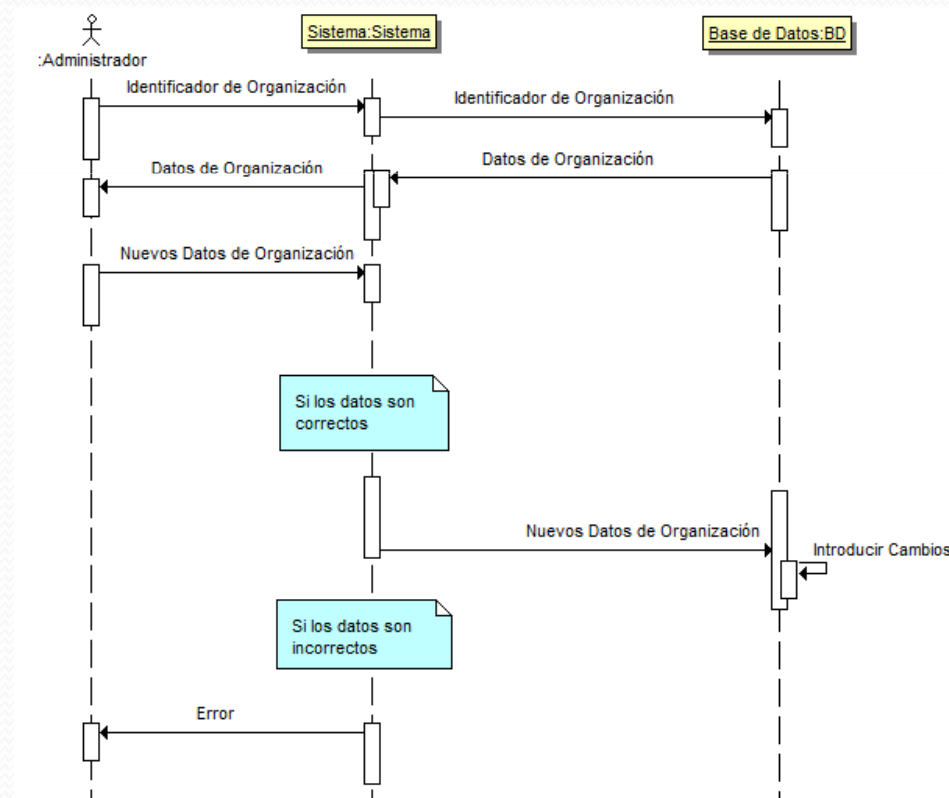 :Administrador
Sistema:Sistema
Base de Datos:BD
Identificador de Organización
Identificador de Organización
Datos de Organización
Datos de Organización
Nuevos Datos de Organización
Si los datos son
correctos
Nuevos Datos de Organización
Introducir Cambios
Si los datos son
incorrectos
Error